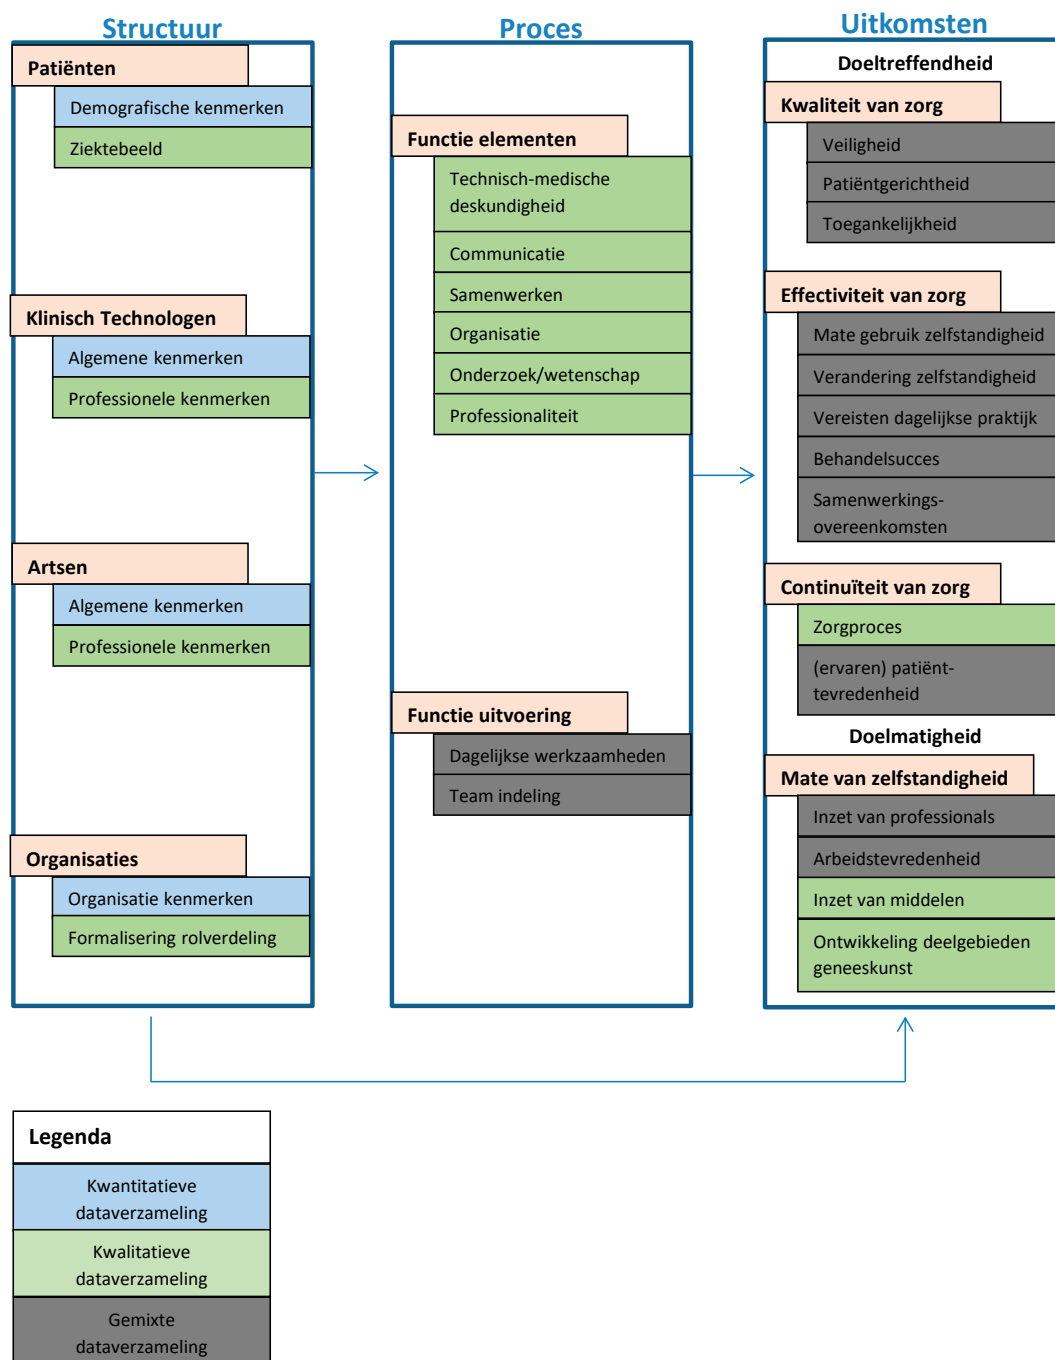 Structuur
Patiënten
Demografische kenmerken
Ziektebeeld
Klinisch Technologen
Algemene kenmerken
Professionele kenmerken
Artsen
Algemene kenmerken
Professionele kenmerken
Organisaties
Organisatie kenmerken
Formalisering rolverdeling
Proces
Functie elementen
Technisch-medische
deskundigheid
Communicatie
Samenwerken
Organisatie
Onderzoek/wetenschap
Professionaliteit
Functie uitvoering
Dagelijkse werkzaamheden
Team indeling
Uitkomsten
Doeltreffendheid
Kwaliteit van zorg
Veiligheid
Patiëntgerichtheid
Toegankelijkheid
Effectiviteit van zorg
Mate gebruik zelfstandigheid
Verandering zelfstandigheid
Vereisten dagelijkse praktijk
Behandelsucces
Samenwerkings-
overeenkomsten
Continuïteit van zorg
Zorgproces
(ervaren) patiënt-
tevredenheid
Doelmatigheid
Mate van zelfstandigheid
Inzet van professionals
Arbeidstevredenheid
Inzet van middelen
Ontwikkeling deelgebieden
geneeskunst
Legenda
Kwantitatieve
dataverzameling
Kwalitatieve
dataverzameling
Gemixte
dataverzameling